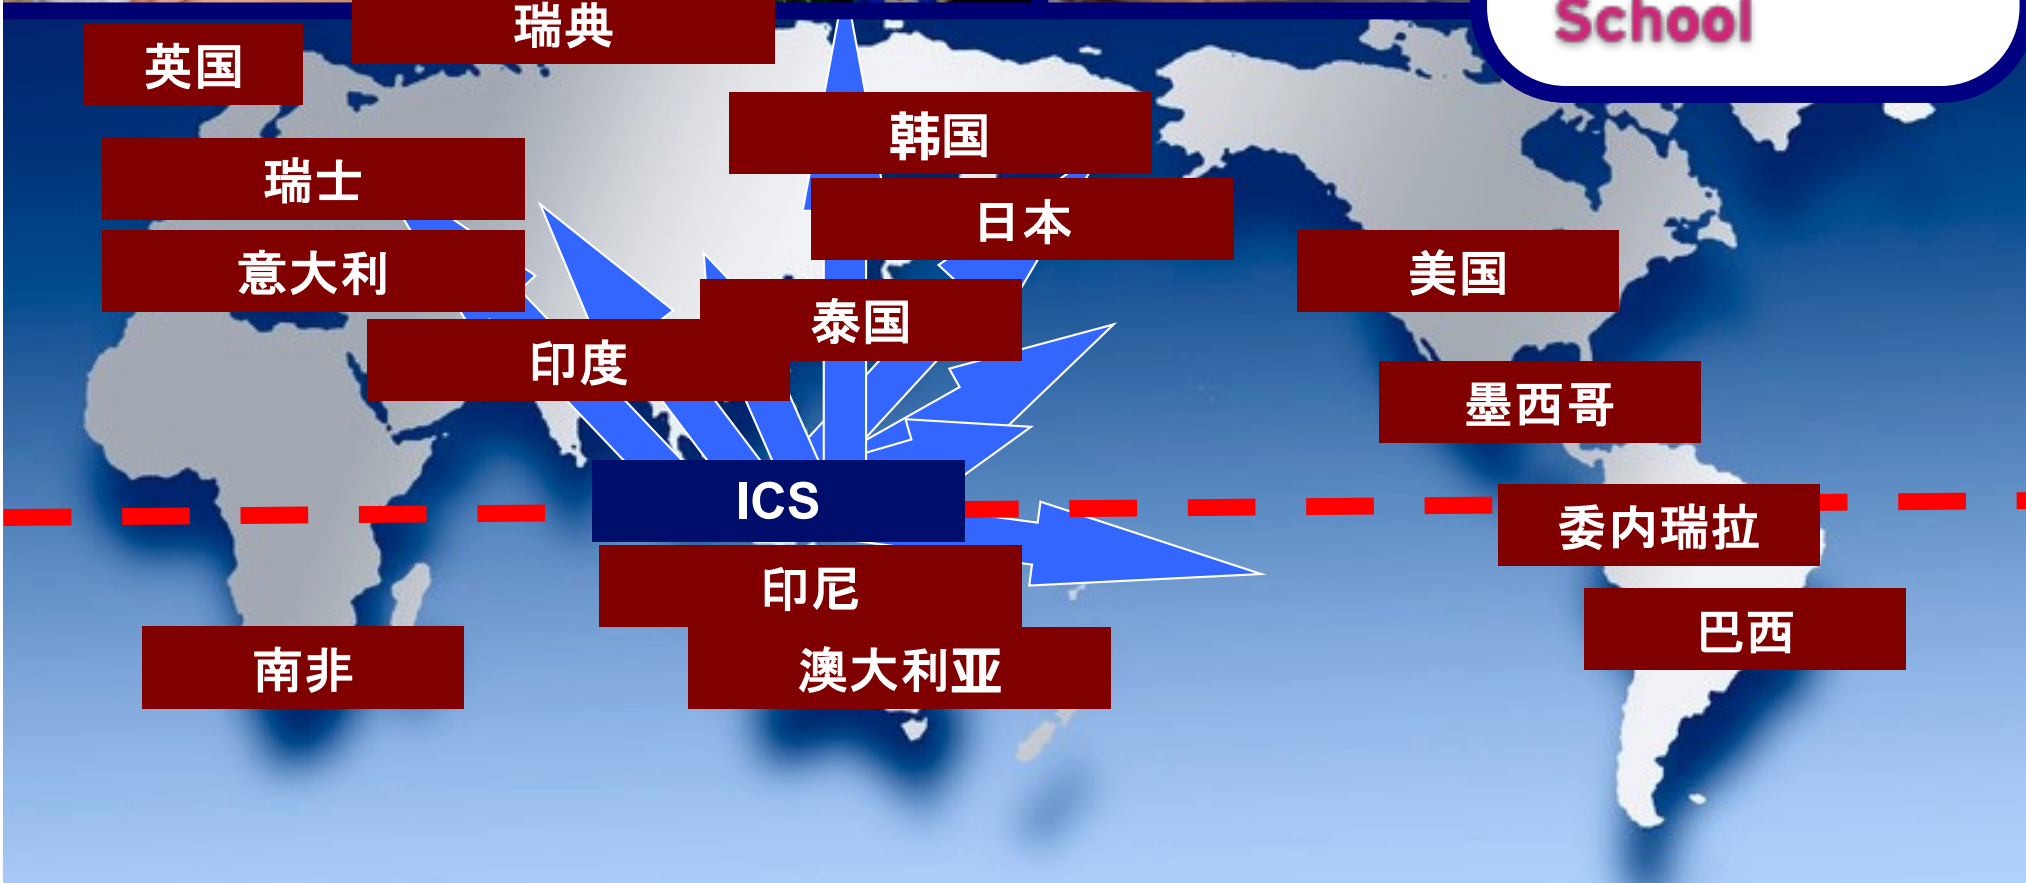 School
瑞典
英国
韩国
瑞士
日本
意大利
美国
泰国
印度
墨西哥
ICS
委内瑞拉
印尼
巴西
南非
澳大利亚